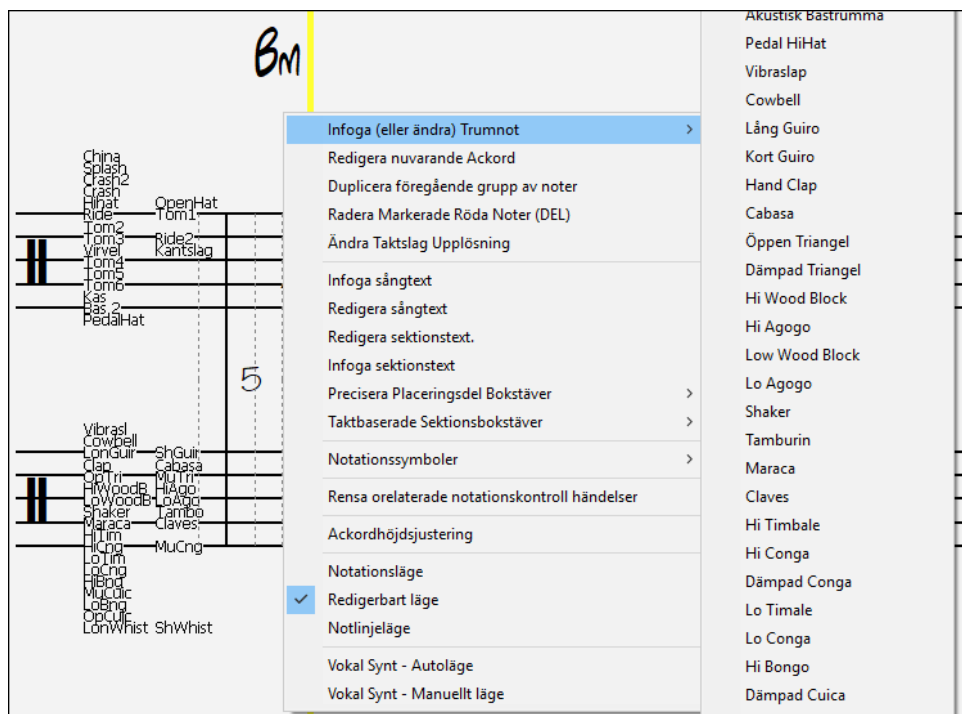 Bm
China
Splash
Crash2
Crash
Hihat OpenHat
Ride Tom1
Tom2
Tom3 Ride2
Virvel Kantslag
Tom4
Tom5
Tom6
Kas
Bas 2
PedalHat
5
Vibrasl
Cowbell
LonGuir ShGuir
Clap Cabasa
OpTri MuTri
HiWoodB HiAgo
LoWoodB LoAgo
Shaker Tambo
Maraca Claves
HiTim
HiCng MuCng
LoTim
LoCng
HiBng
MuCuic
LoBng
OpCuic
LonWhist ShWhist
Infoga (eller ändra) Trumnot
Redigera nuvarande Ackord
Duplicera föregående grupp av noter
Radera Markerade Röda Noter (DEL)
Ändra Taktslag Upplösning
Infoga sångtext
Redigera sångtext
Redigera sektionstext.
Infoga sektionstext
Precisera Placeringsdel Bokstäver
Taktbaserade Sektionsbokstäver
Notationssymboler
Rensa orelaterade notationskontroll händelser
Ackordhöjdsjustering
Notationsläge
Redigerbart läge
Notlinjeläge
Vokal Synt - Autoläge
Vokal Synt - Manuellt läge
Akustisk Bastrumma
Pedal HiHat
Vibraslap
Cowbell
Lång Guiro
Kort Guiro
Hand Clap
Cabasa
Öppen Triangel
Dämpad Triangel
Hi Wood Block
Hi Agogo
Low Wood Block
Lo Agogo
Shaker
Tamburin
Maraca
Claves
Hi Timbale
Hi Conga
Dämpad Conga
Lo Timale
Lo Conga
Hi Bongo
Dämpad Cuica